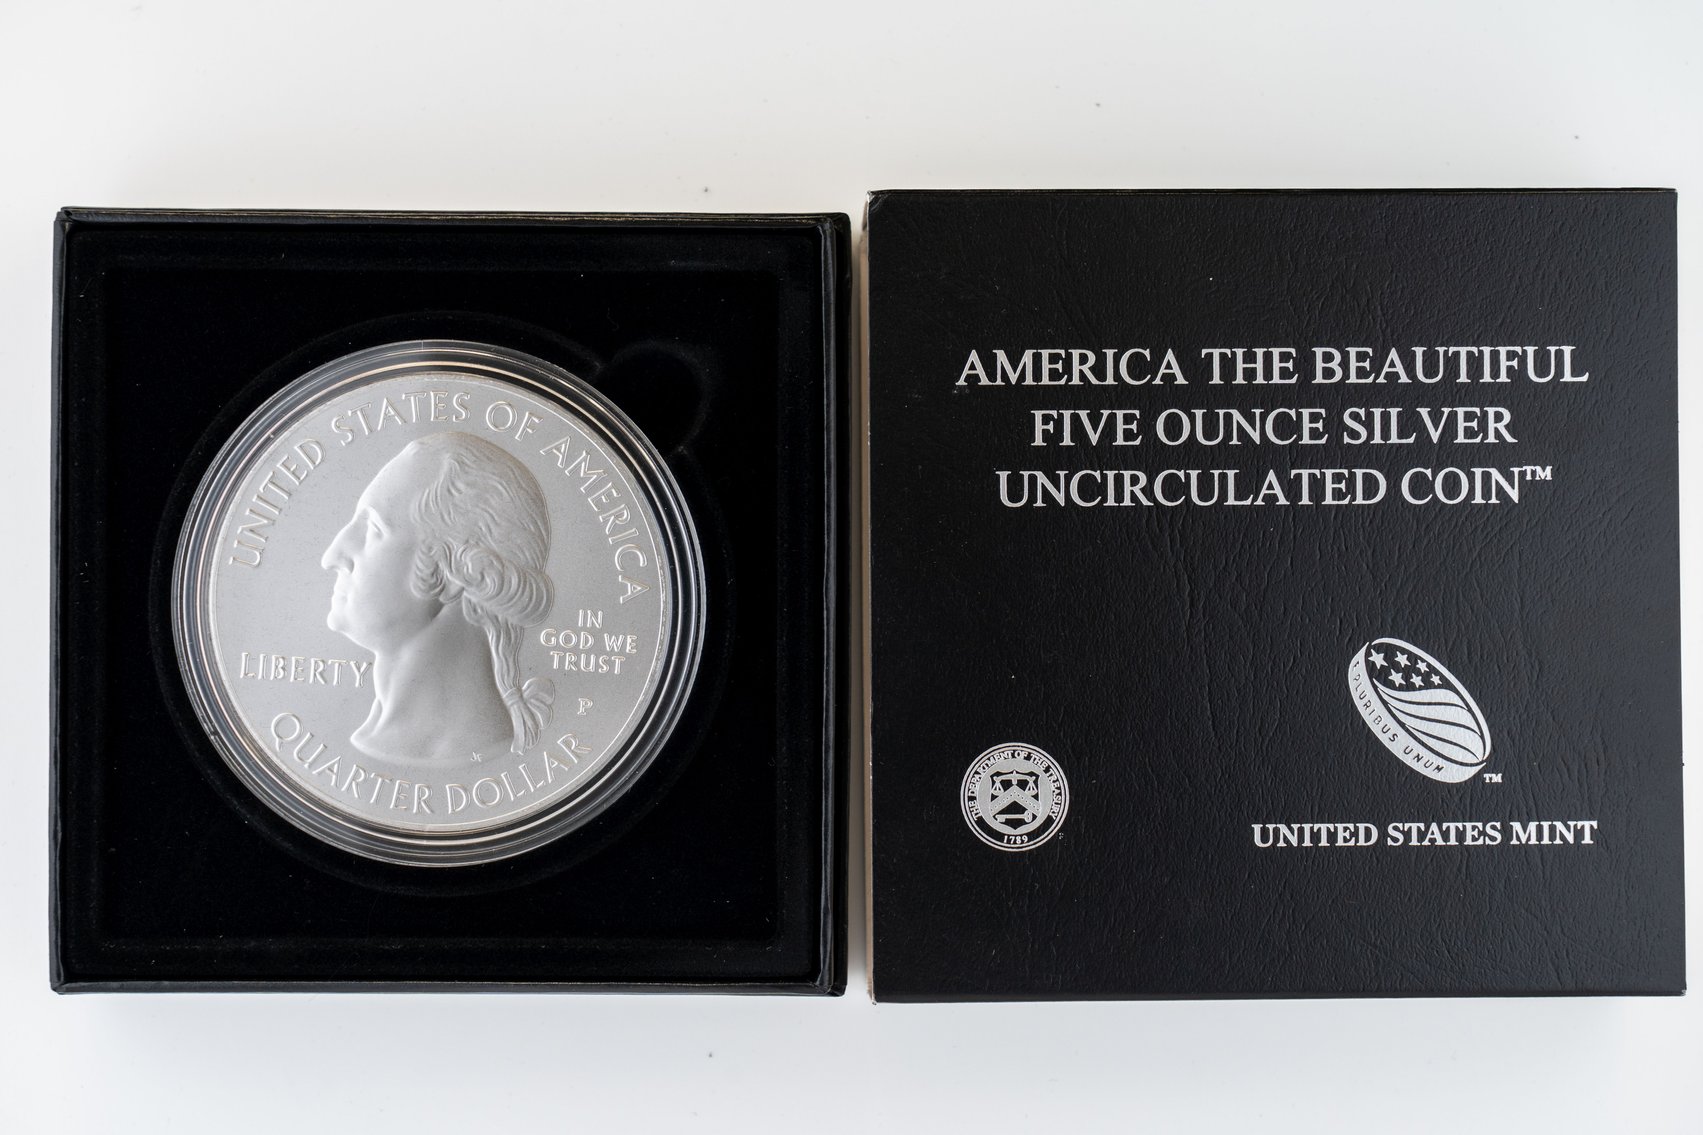 UNITED STATES OF AMERICA
LIBERTY
IN
GOD WE
TRUST
P
QUARTER DOLLAR
AMERICA THE BEAUTIFUL
FIVE OUNCE SILVER
UNCIRCULATED COIN™
E PLURIBUS UNUM
™
THE DEPARTMENT OF THE TREASURY
1789
UNITED STATES MINT